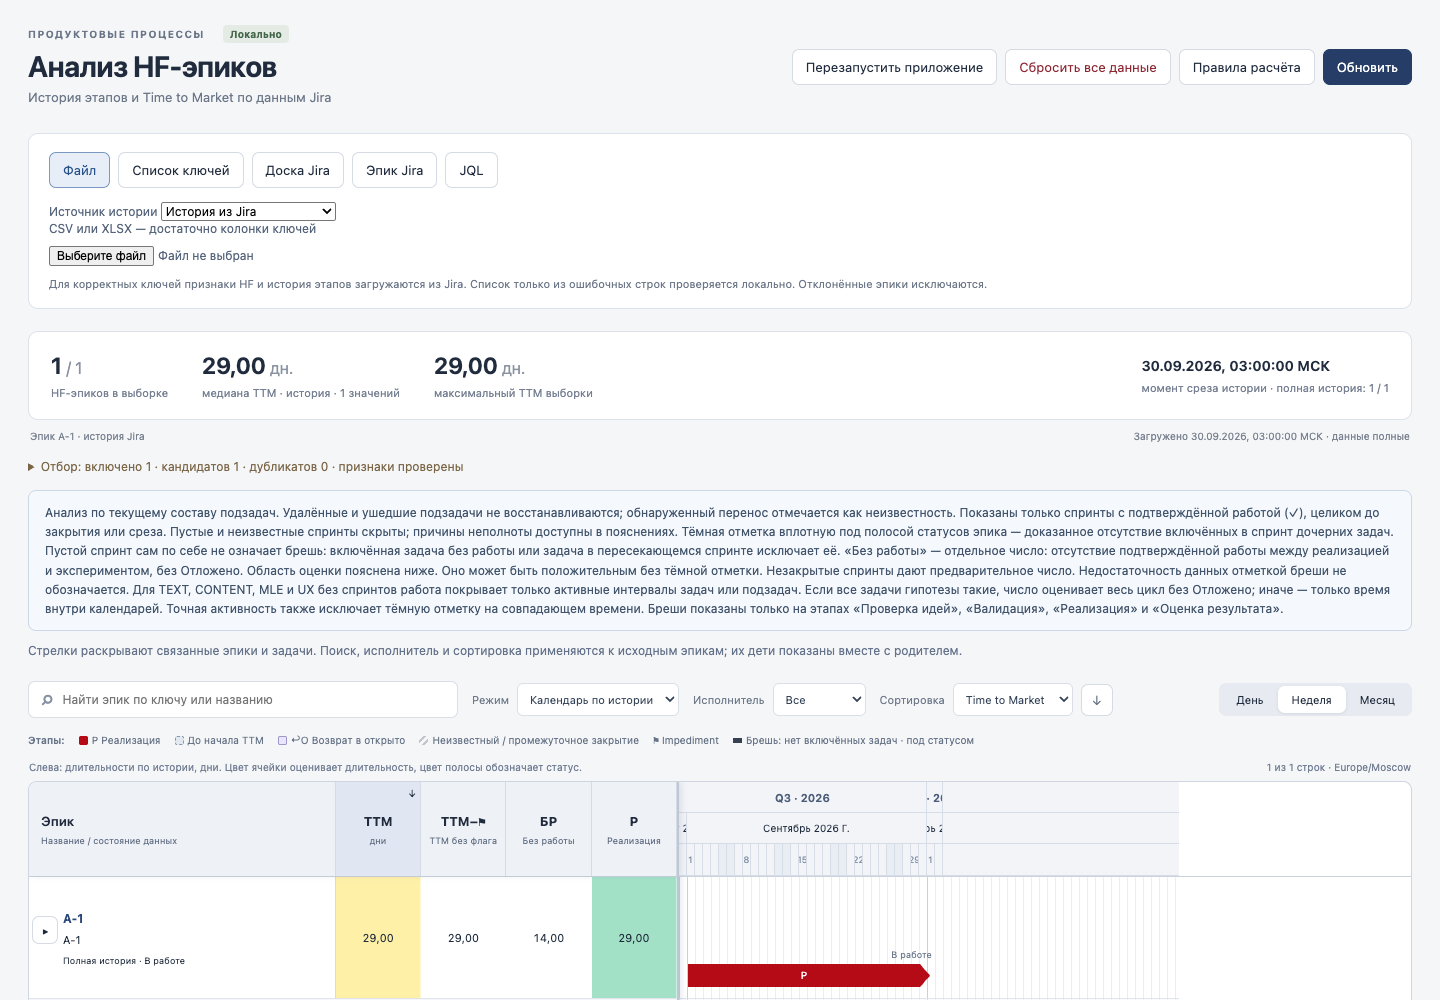 ПРОДУКТОВЫЕ ПРОЦЕССЫ Локально
Анализ HF-эпиков
История этапов и Time to Market по данным Jira
Перезапустить приложение Сбросить все данные Правила расчёта Обновить
Файл Список ключей Доска Jira Эпик Jira JQL
Источник истории История из Jira
CSV или XLSX — достаточно колонки ключей
Выберите файл Файл не выбран
Для корректных ключей признаки HF и история этапов загружаются из Jira. Список только из ошибочных строк проверяется локально. Отклонённые эпики исключаются.
1 / 1 29,00 дн. 29,00 дн. 30.09.2026, 03:00:00 МСК
HF-эпиков в выборке медиана TTM · история · 1 значений максимальный TTM выборки момент среза истории · полная история: 1 / 1
Эпик A-1 · история Jira Загружено 30.09.2026, 03:00:00 МСК · данные полные
Отбор: включено 1 · кандидатов 1 · дубликатов 0 · признаки проверены
Анализ по текущему составу подзадач. Удалённые и ушедшие подзадачи не восстанавливаются; обнаруженный перенос отмечается как неизвестность. Показаны только спринты с подтверждённой работой (✓), целиком до
закрытия или среза. Пустые и неизвестные спринты скрыты; причины неполноты доступны в пояснениях. Тёмная отметка вплотную под полосой статусов эпика — доказанное отсутствие включённых в спринт дочерних задач.
Пустой спринт сам по себе не означает брешь: включённая задача без работы или задача в пересекающемся спринте исключает её. «Без работы» — отдельное число: отсутствие подтверждённой работы между реализацией
и экспериментом, без Отложено. Область оценки пояснена ниже. Оно может быть положительным без тёмной отметки. Незакрытые спринты дают предварительное число. Недостаточность данных отметкой бреши не
обозначается. Для TEXT, CONTENT, MLE и UX без спринтов работа покрывает только активные интервалы задач или подзадач. Если все задачи гипотезы такие, число оценивает весь цикл без Отложено; иначе — только время
внутри календарей. Точная активность также исключает тёмную отметку на совпадающем времени. Бреши показаны только на этапах «Проверка идей», «Валидация», «Реализация» и «Оценка результата».
Стрелки раскрывают связанные эпики и задачи. Поиск, исполнитель и сортировка применяются к исходным эпикам; их дети показаны вместе с родителем.
Найти эпик по ключу или названию Режим Календарь по истории Исполнитель Все Сортировка Time to Market ↓ День Неделя Месяц
Этапы: Р Реализация До начала TTM ↩О Возврат в открыто Неизвестный / промежуточное закрытие ⚑ Impediment Брешь: нет включённых задач · под статусом
Слева: длительности по истории, дни. Цвет ячейки оценивает длительность, цвет полосы обозначает статус. 1 из 1 строк · Europe/Moscow
↓ Q3 · 2026
Эпик TTM TTM−⚑ БР Р Сентябрь 2026 Г.
Название / состояние данных дни TTM без флага Без работы Реализация
1 8 15 22 29 1
A-1
A-1
Полная история · В работе
29,00 29,00 14,00 29,00
В работе
Р